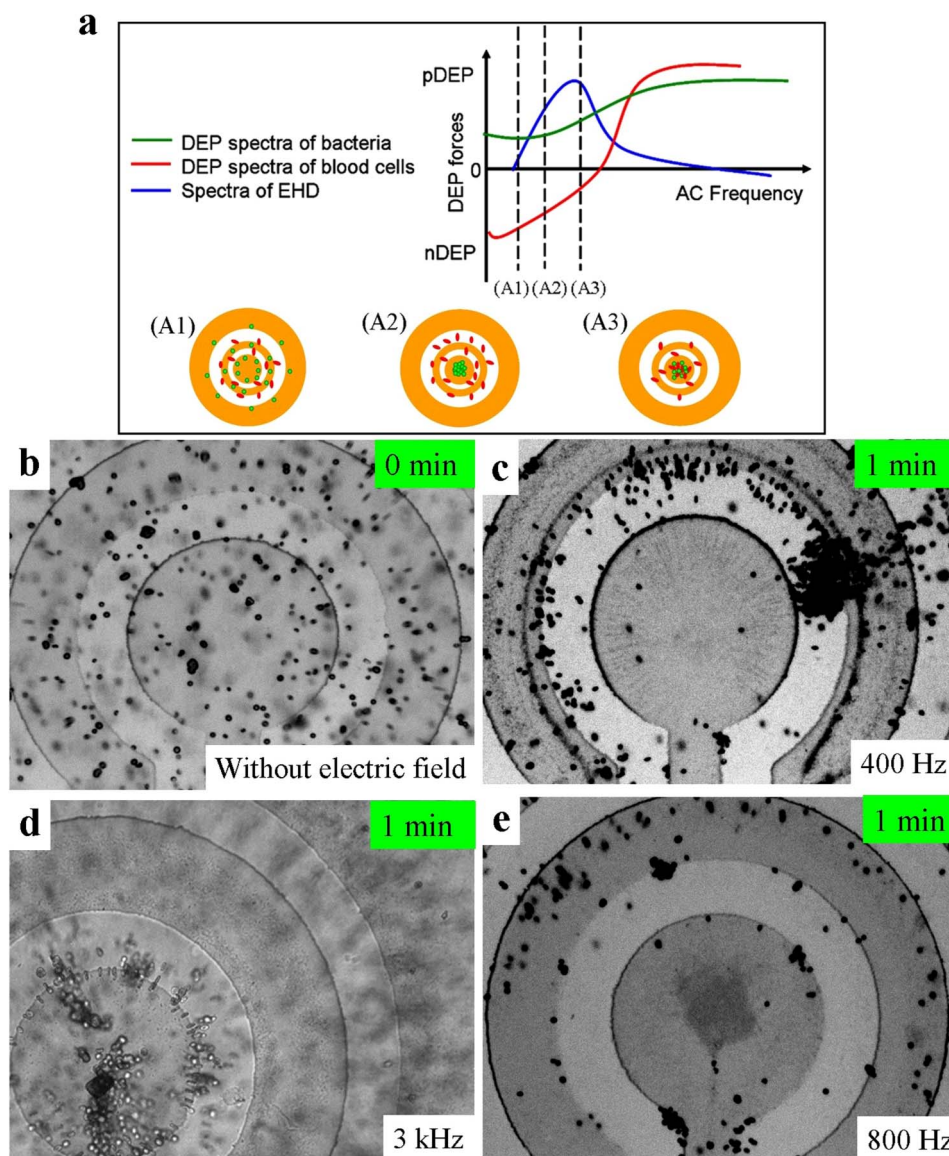 a
pDEP
DEP spectra of bacteria
DEP spectra of blood cells
Spectra of EHD
DEP forces
0
AC Frequency
nDEP
(A1) (A2) (A3)
(A1) (A2) (A3)
b 0 min
Without electric field
c 1 min
400 Hz
d 1 min
3 kHz
e 1 min
800 Hz